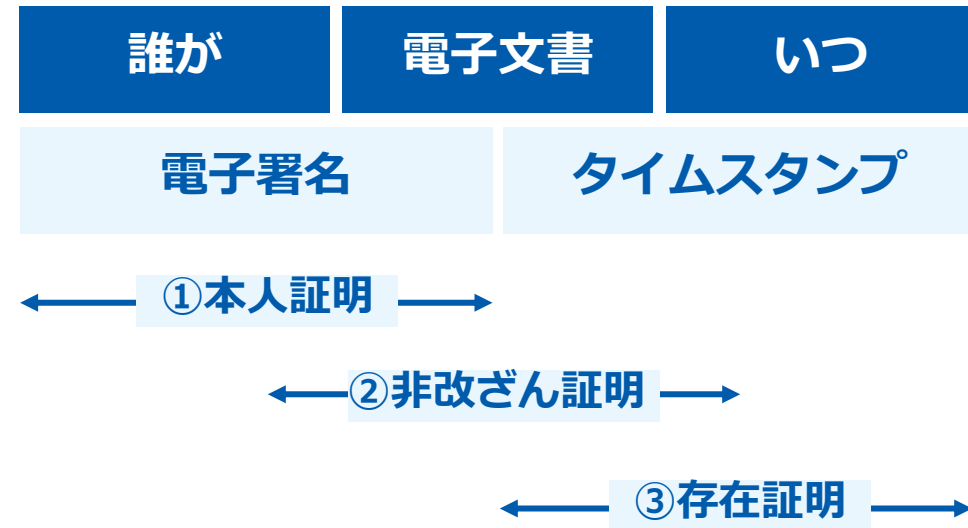 誰が
電子文書
いつ
電子署名
タイムスタンプ
①本人証明
②非改ざん証明
③存在証明